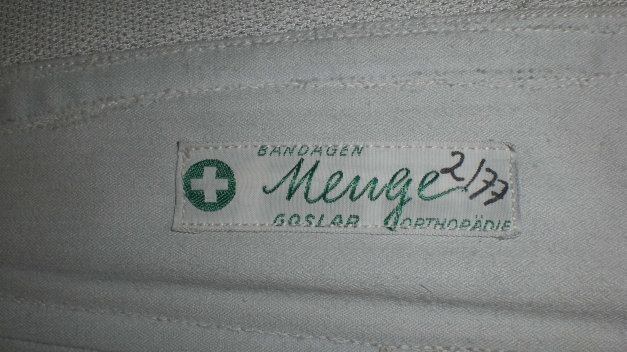 BANDAGEN
Menge 2/77
GOSLAR ORTHOPÄDIE